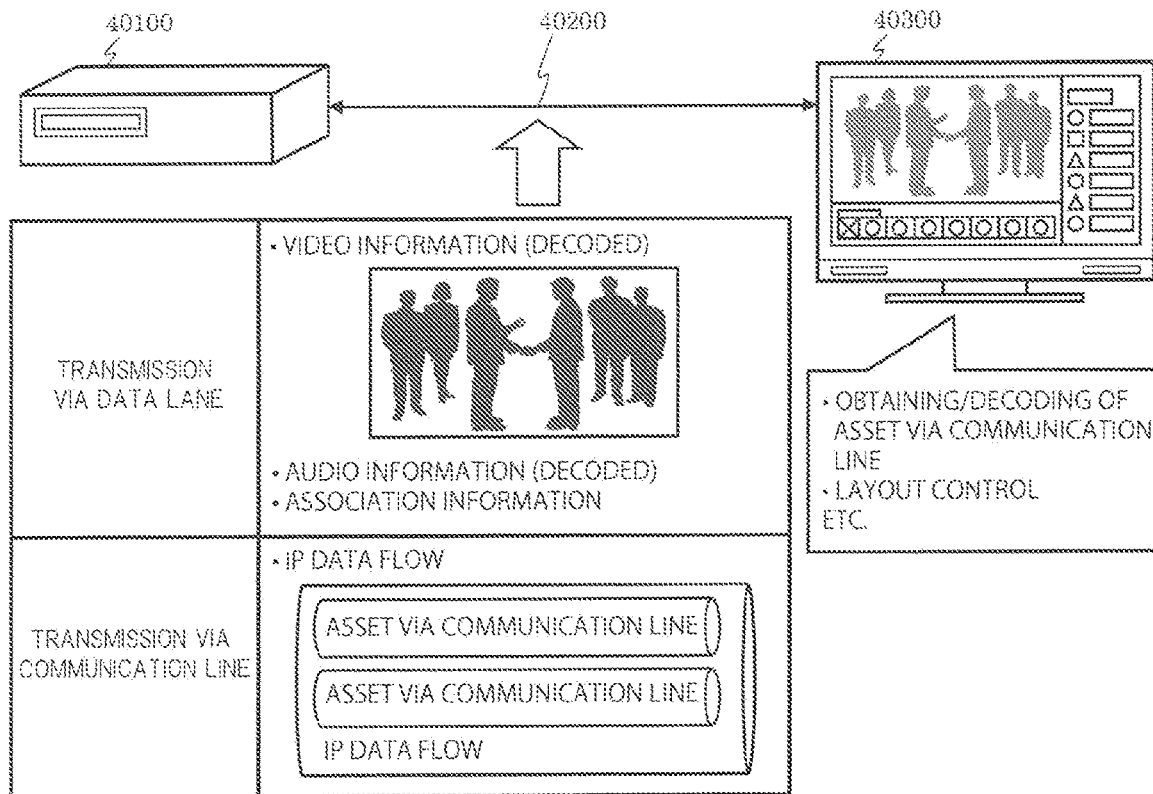 40100
40200
40300
• VIDEO INFORMATION (DECODED)
TRANSMISSION
VIA DATA LANE
• AUDIO INFORMATION (DECODED)
• ASSOCIATION INFORMATION
• OBTAINING/DECODING OF
ASSET VIA COMMUNICATION
LINE
• LAYOUT CONTROL
ETC.
• IP DATA FLOW
TRANSMISSION VIA
COMMUNICATION LINE
ASSET VIA COMMUNICATION LINE
ASSET VIA COMMUNICATION LINE
IP DATA FLOW